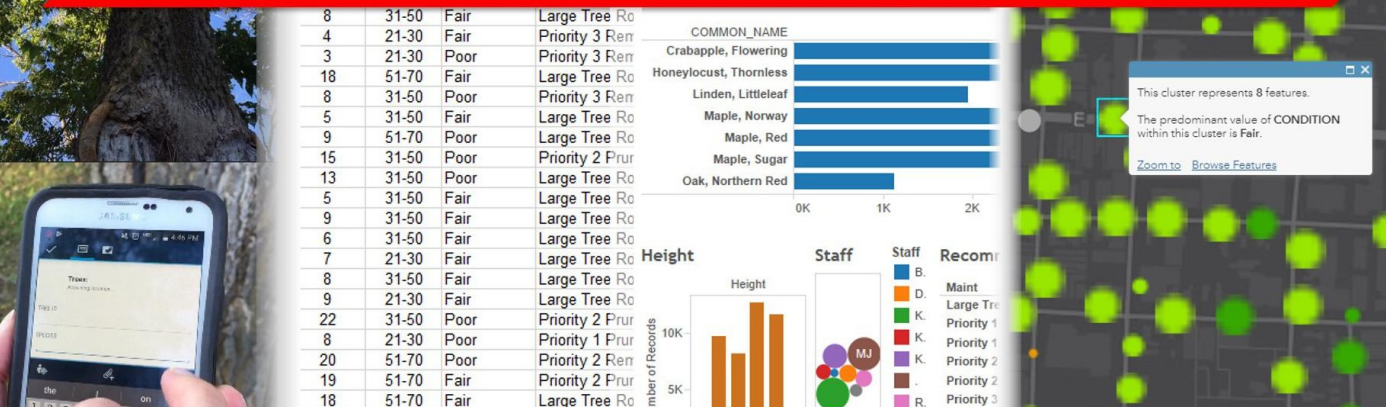 8 31-50 Fair Large Tree Ro
4 21-30 Fair Priority 3 Rem
3 21-30 Poor Priority 3 Rem
18 51-70 Fair Large Tree Ro
8 31-50 Poor Priority 3 Rem
5 31-50 Fair Large Tree Ro
9 51-70 Poor Large Tree Ro
15 31-50 Poor Priority 2 Prun
13 31-50 Poor Large Tree Ro
5 31-50 Fair Large Tree Ro
9 31-50 Fair Large Tree Ro
6 31-50 Fair Large Tree Ro
7 21-30 Fair Large Tree Ro
8 31-50 Fair Large Tree Ro
9 21-30 Fair Large Tree Ro
22 31-50 Poor Priority 2 Prun
8 21-30 Poor Priority 1 Prun
20 51-70 Poor Priority 2 Rem
19 51-70 Fair Priority 2 Prun
18 51-70 Fair Large Tree Ro
COMMON_NAME
Crabapple, Flowering
Honeylocust, Thornless
Linden, Littleleaf
Maple, Norway
Maple, Red
Maple, Sugar
Oak, Northern Red
0K 1K 2K
Height
Height
10K
5K
Staff
MJ
Staff
B.
D.
K.
K.
K.
.
R.
Recom
Maint
Large Tre
Priority 1
Priority 1
Priority 2
Priority 2
Priority 3
E
This cluster represents 8 features.
The predominant value of CONDITION
within this cluster is Fair.
Zoom to Browse Features
4:45 PM
Trees:
the I on